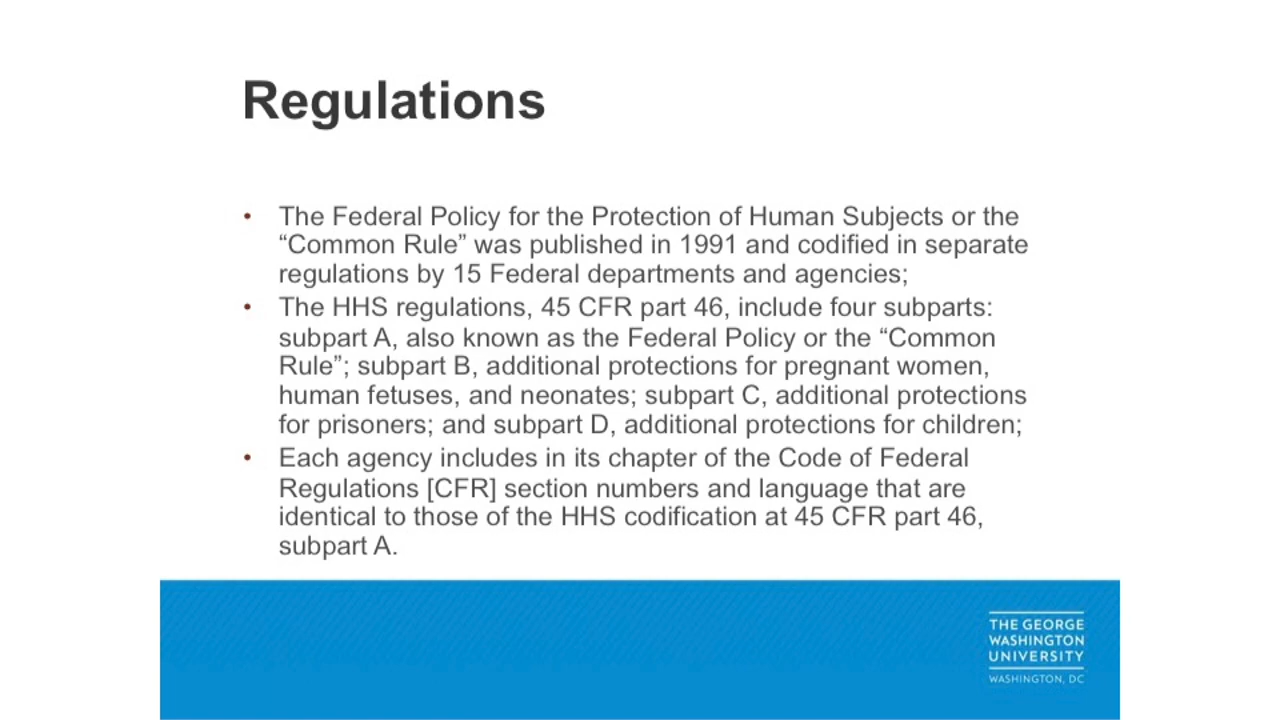 Regulations
• The Federal Policy for the Protection of Human Subjects or the
“Common Rule” was published in 1991 and codified in separate
regulations by 15 Federal departments and agencies;
• The HHS regulations, 45 CFR part 46, include four subparts:
subpart A, also known as the Federal Policy or the “Common
Rule”; subpart B, additional protections for pregnant women,
human fetuses, and neonates; subpart C, additional protections
for prisoners; and subpart D, additional protections for children;
• Each agency includes in its chapter of the Code of Federal
Regulations [CFR] section numbers and language that are
identical to those of the HHS codification at 45 CFR part 46,
subpart A.
THE GEORGE
WASHINGTON
UNIVERSITY
WASHINGTON, DC